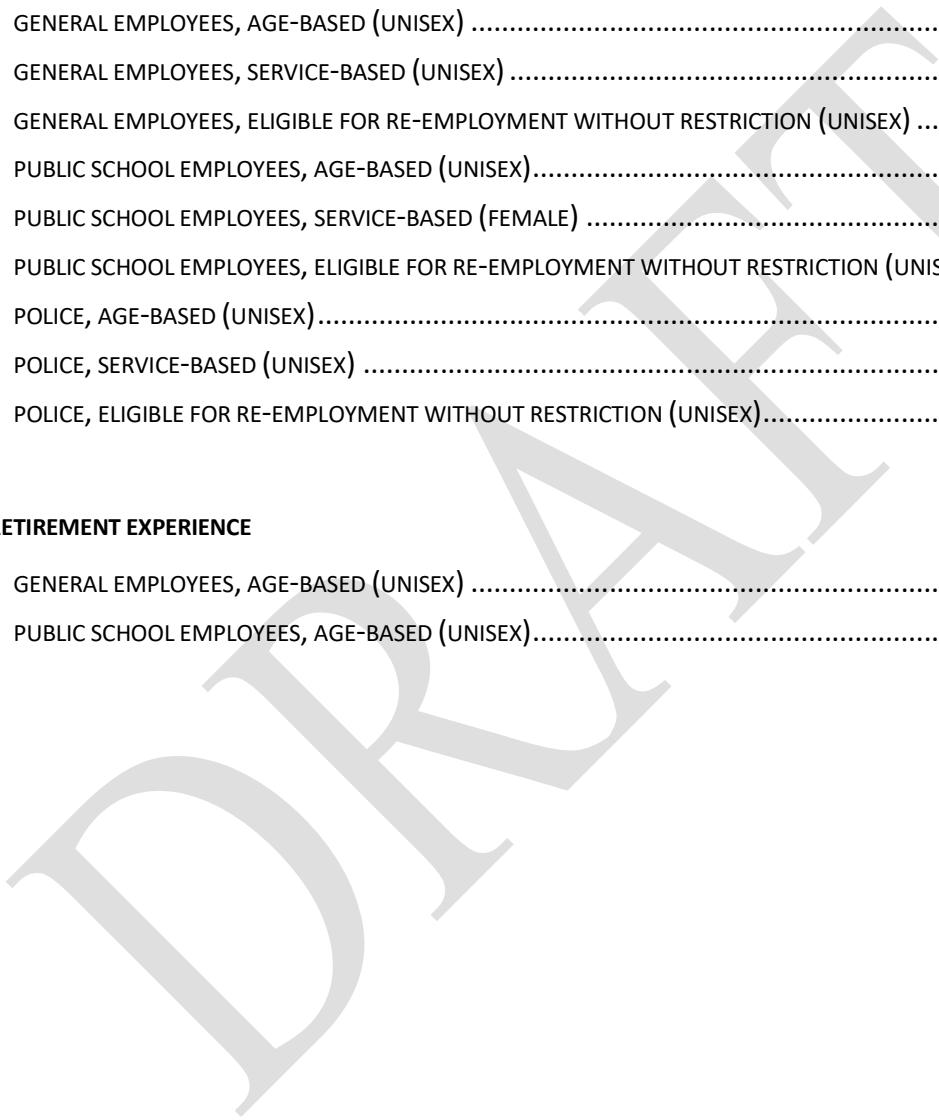 GENERAL EMPLOYEES, AGE-BASED (UNISEX) ....................................................................
GENERAL EMPLOYEES, SERVICE-BASED (UNISEX) ...............................................................
GENERAL EMPLOYEES, ELIGIBLE FOR RE-EMPLOYMENT WITHOUT RESTRICTION (UNISEX) ...
PUBLIC SCHOOL EMPLOYEES, AGE-BASED (UNISEX)............................................................
PUBLIC SCHOOL EMPLOYEES, SERVICE-BASED (FEMALE) .....................................................
PUBLIC SCHOOL EMPLOYEES, ELIGIBLE FOR RE-EMPLOYMENT WITHOUT RESTRICTION (UNIS
POLICE, AGE-BASED (UNISEX)........................................................................................
POLICE, SERVICE-BASED (UNISEX) ..................................................................................
POLICE, ELIGIBLE FOR RE-EMPLOYMENT WITHOUT RESTRICTION (UNISEX).......................
ETIREMENT EXPERIENCE
GENERAL EMPLOYEES, AGE-BASED (UNISEX) ....................................................................
PUBLIC SCHOOL EMPLOYEES, AGE-BASED (UNISEX)............................................................
DRAFT